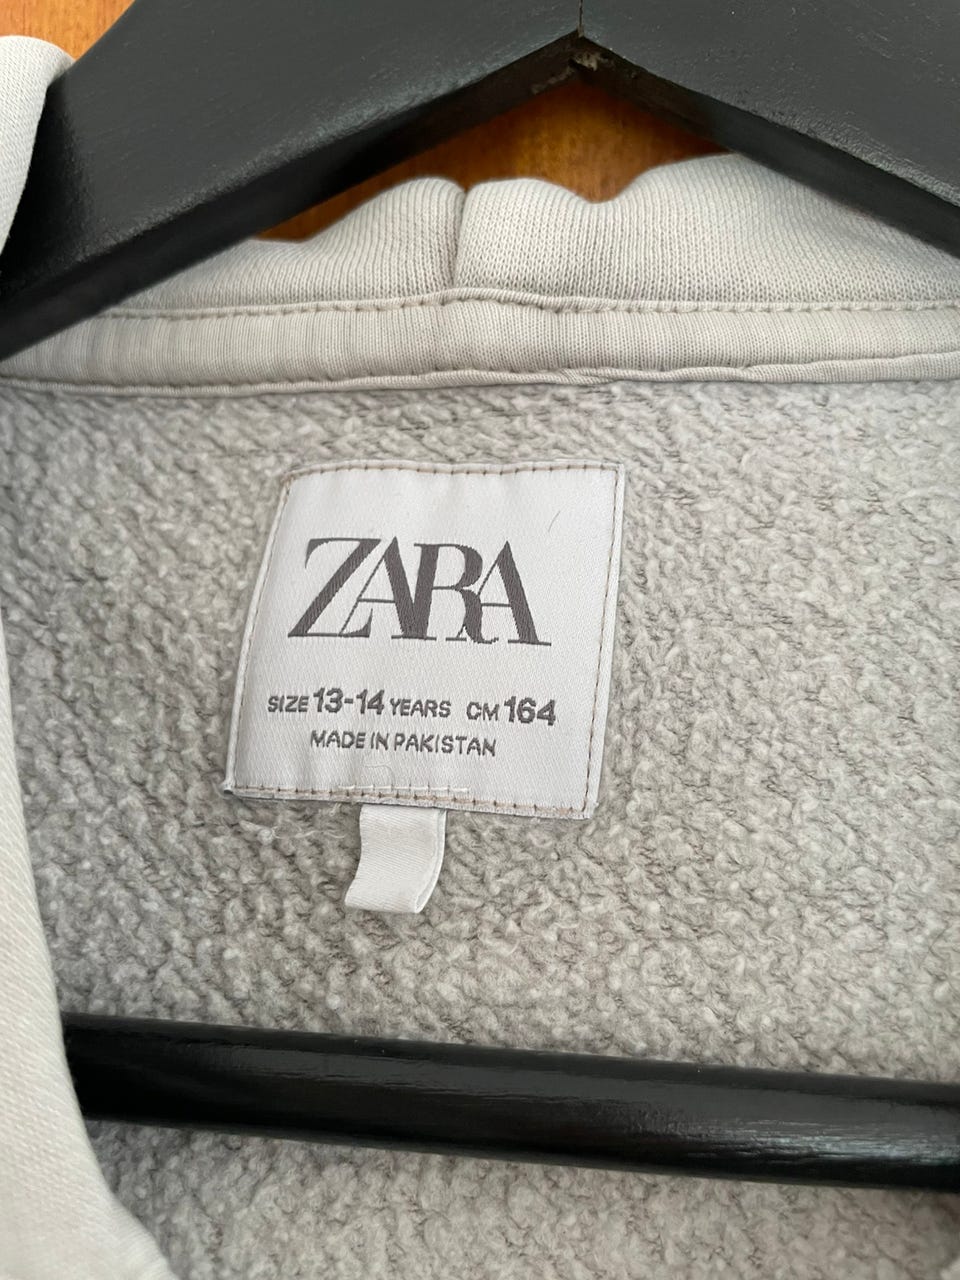 ZARA
SIZE 13-14 YEARS CM 164
MADE IN PAKISTAN